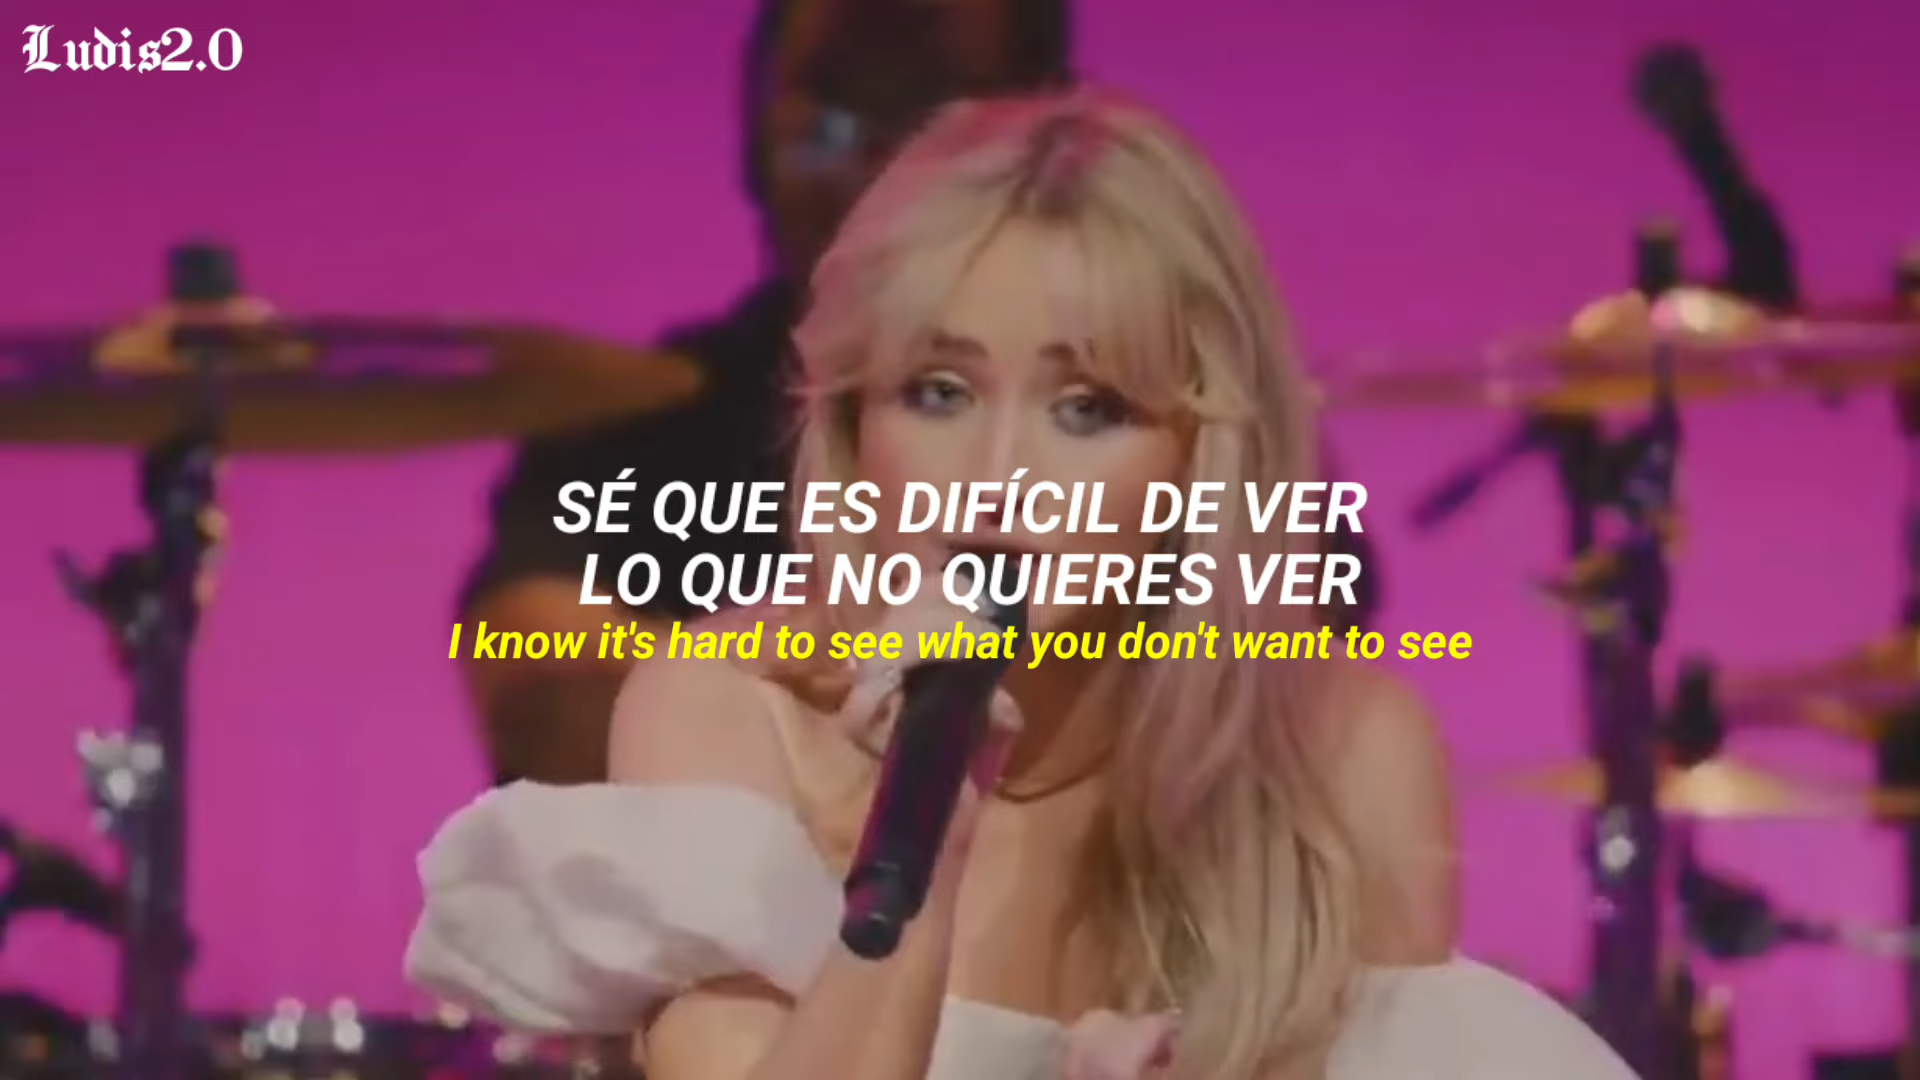 Ludis2.0
SÉ QUE ES DIFÍCIL DE VER
LO QUE NO QUIERES VER
I know it's hard to see what you don't want to see